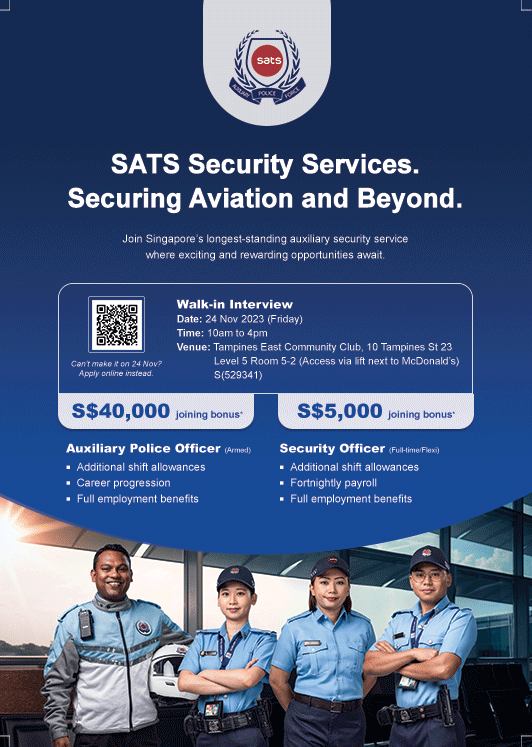 sats
AUXILIARY POLICE FORCE
SATS Security Services.
Securing Aviation and Beyond.
Join Singapore's longest-standing auxiliary security service
where exciting and rewarding opportunities await.
Walk-in Interview
Date: 24 Nov 2023 (Friday)
Time: 10am to 4pm
Venue: Tampines East Community Club, 10 Tampines St 23
Level 5 Room 5-2 (Access via lift next to McDonald's)
S(529341)
Can't make it on 24 Nov?
Apply online instead.
S$40,000 joining bonus*
Auxiliary Police Officer (Armed)
▪ Additional shift allowances
▪ Career progression
▪ Full employment benefits
S$5,000 joining bonus*
Security Officer (Full-time/Flexi)
▪ Additional shift allowances
▪ Fortnightly payroll
▪ Full employment benefits